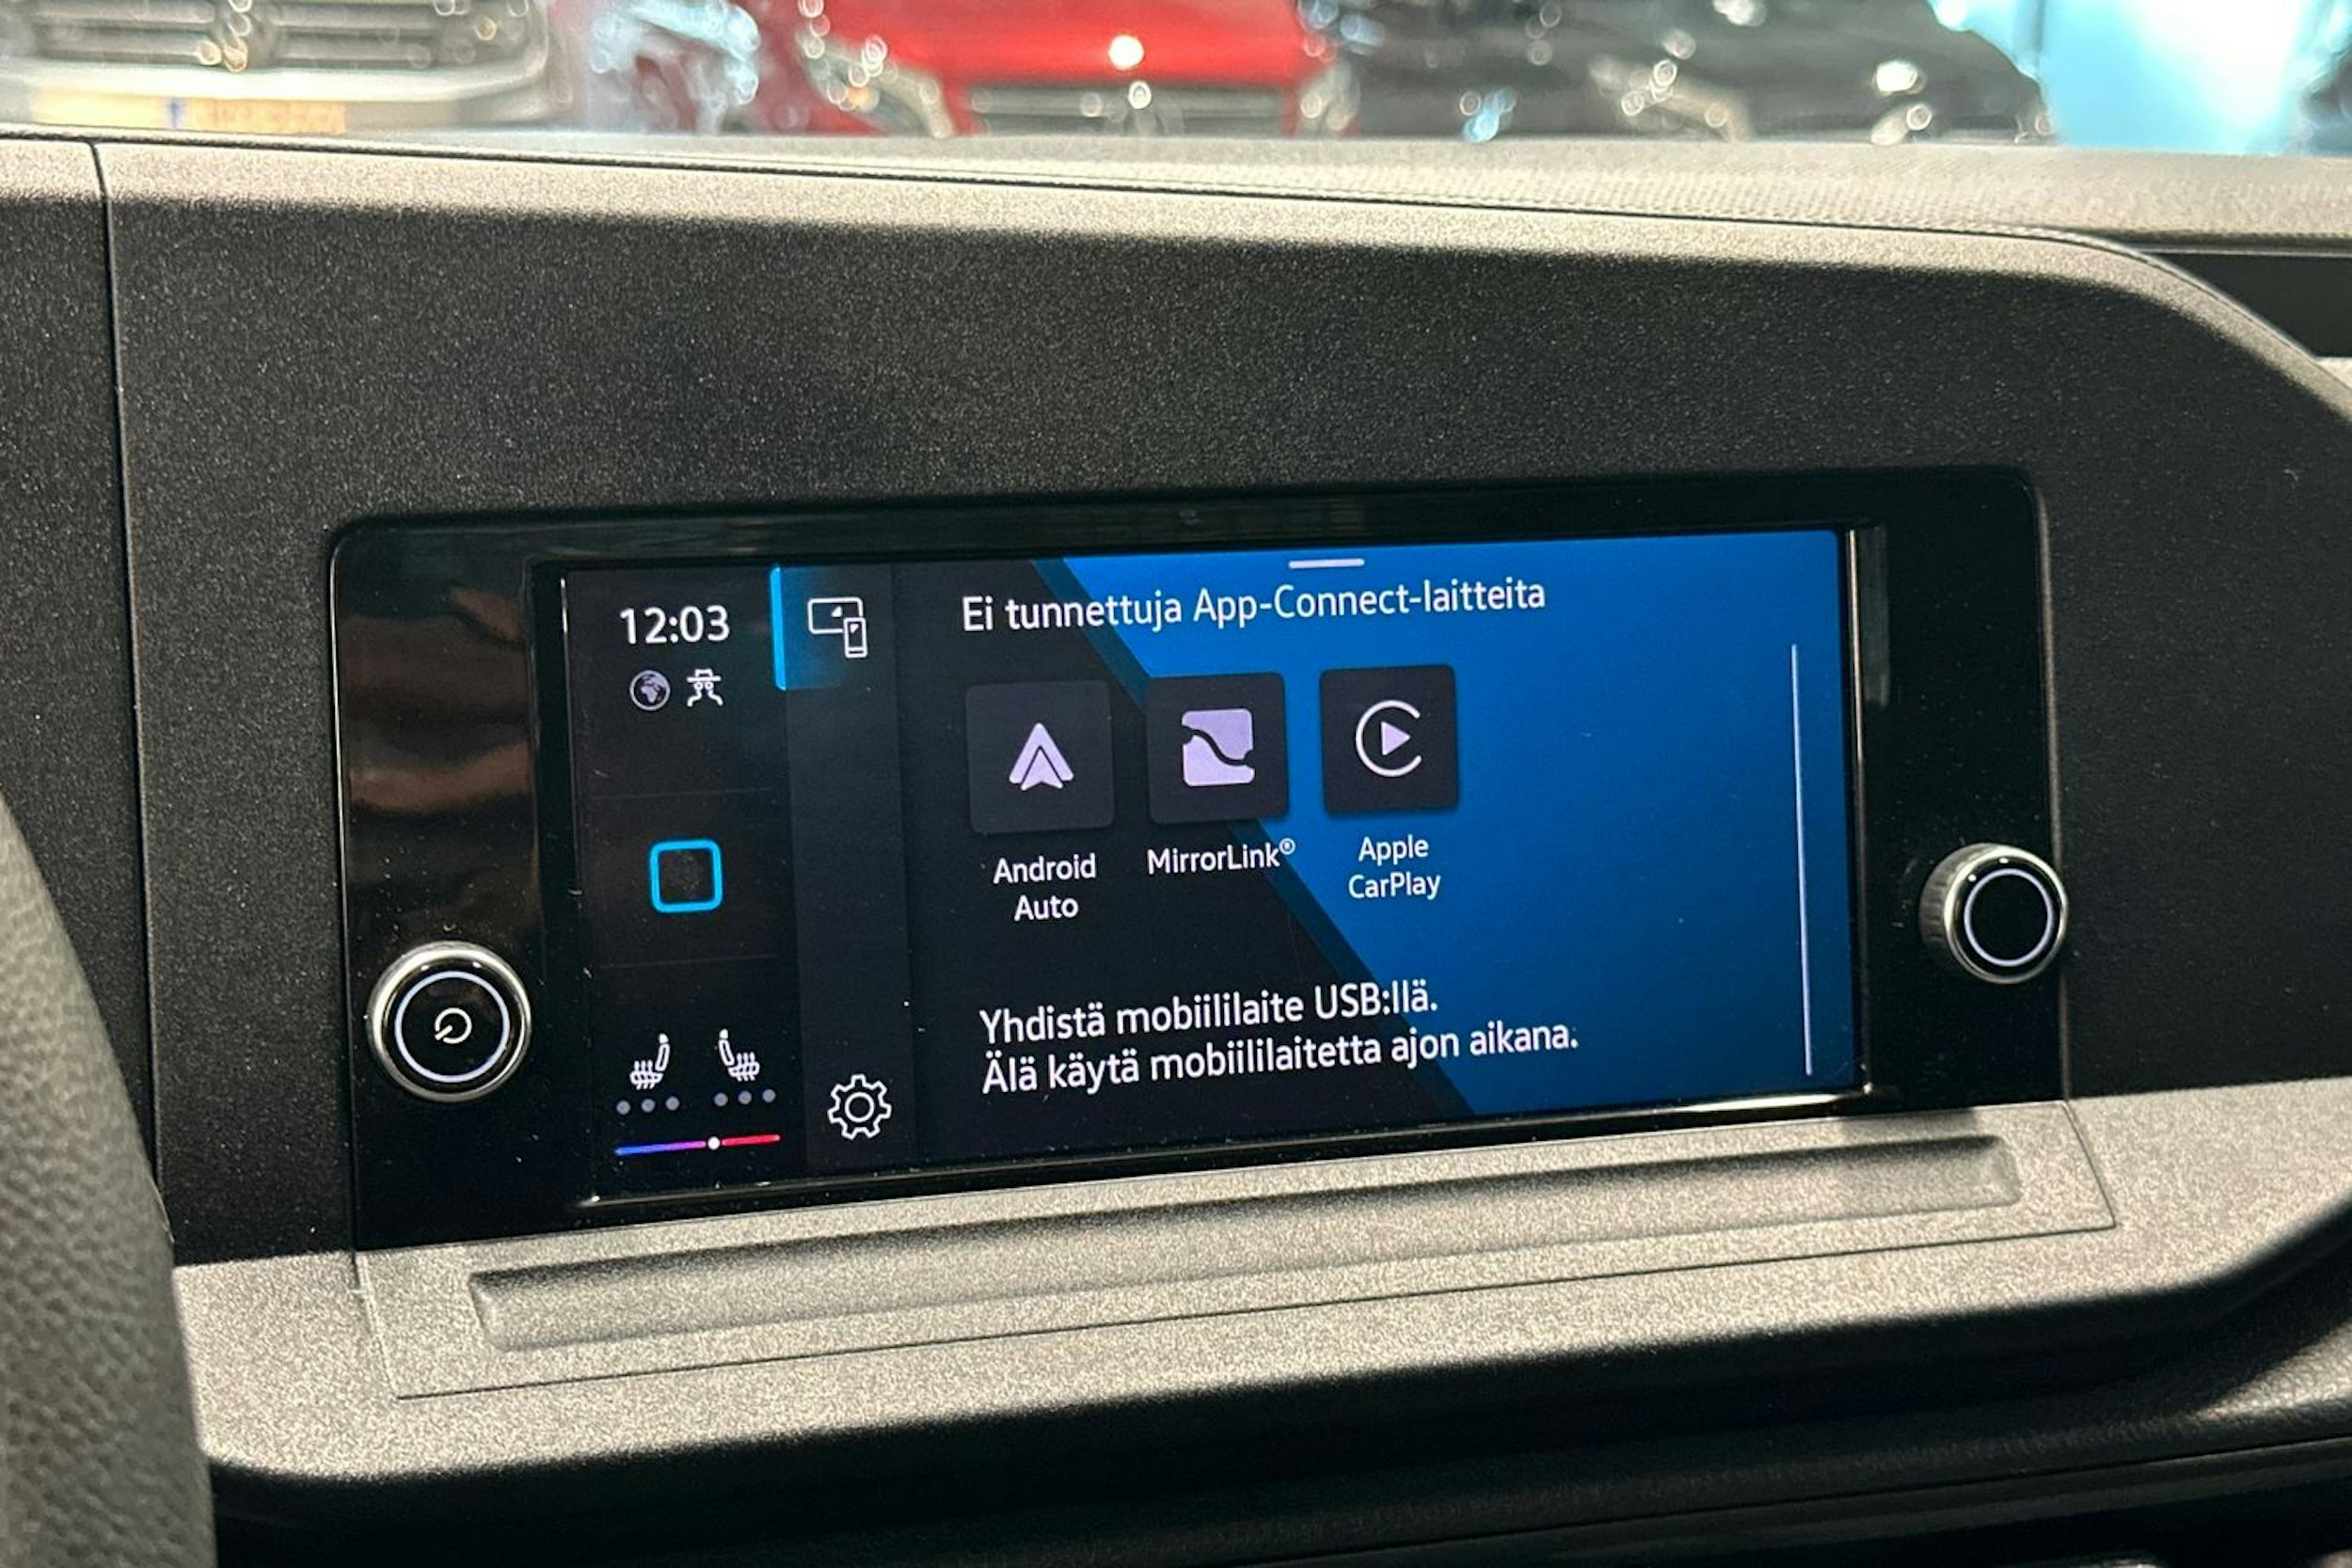 12:03
Ei tunnettuja App-Connect-laitteita
Android
Auto
MirrorLink®
Apple
CarPlay
Yhdistä mobiililaite USB:llä.
Älä käytä mobiililaitetta ajon aikana.